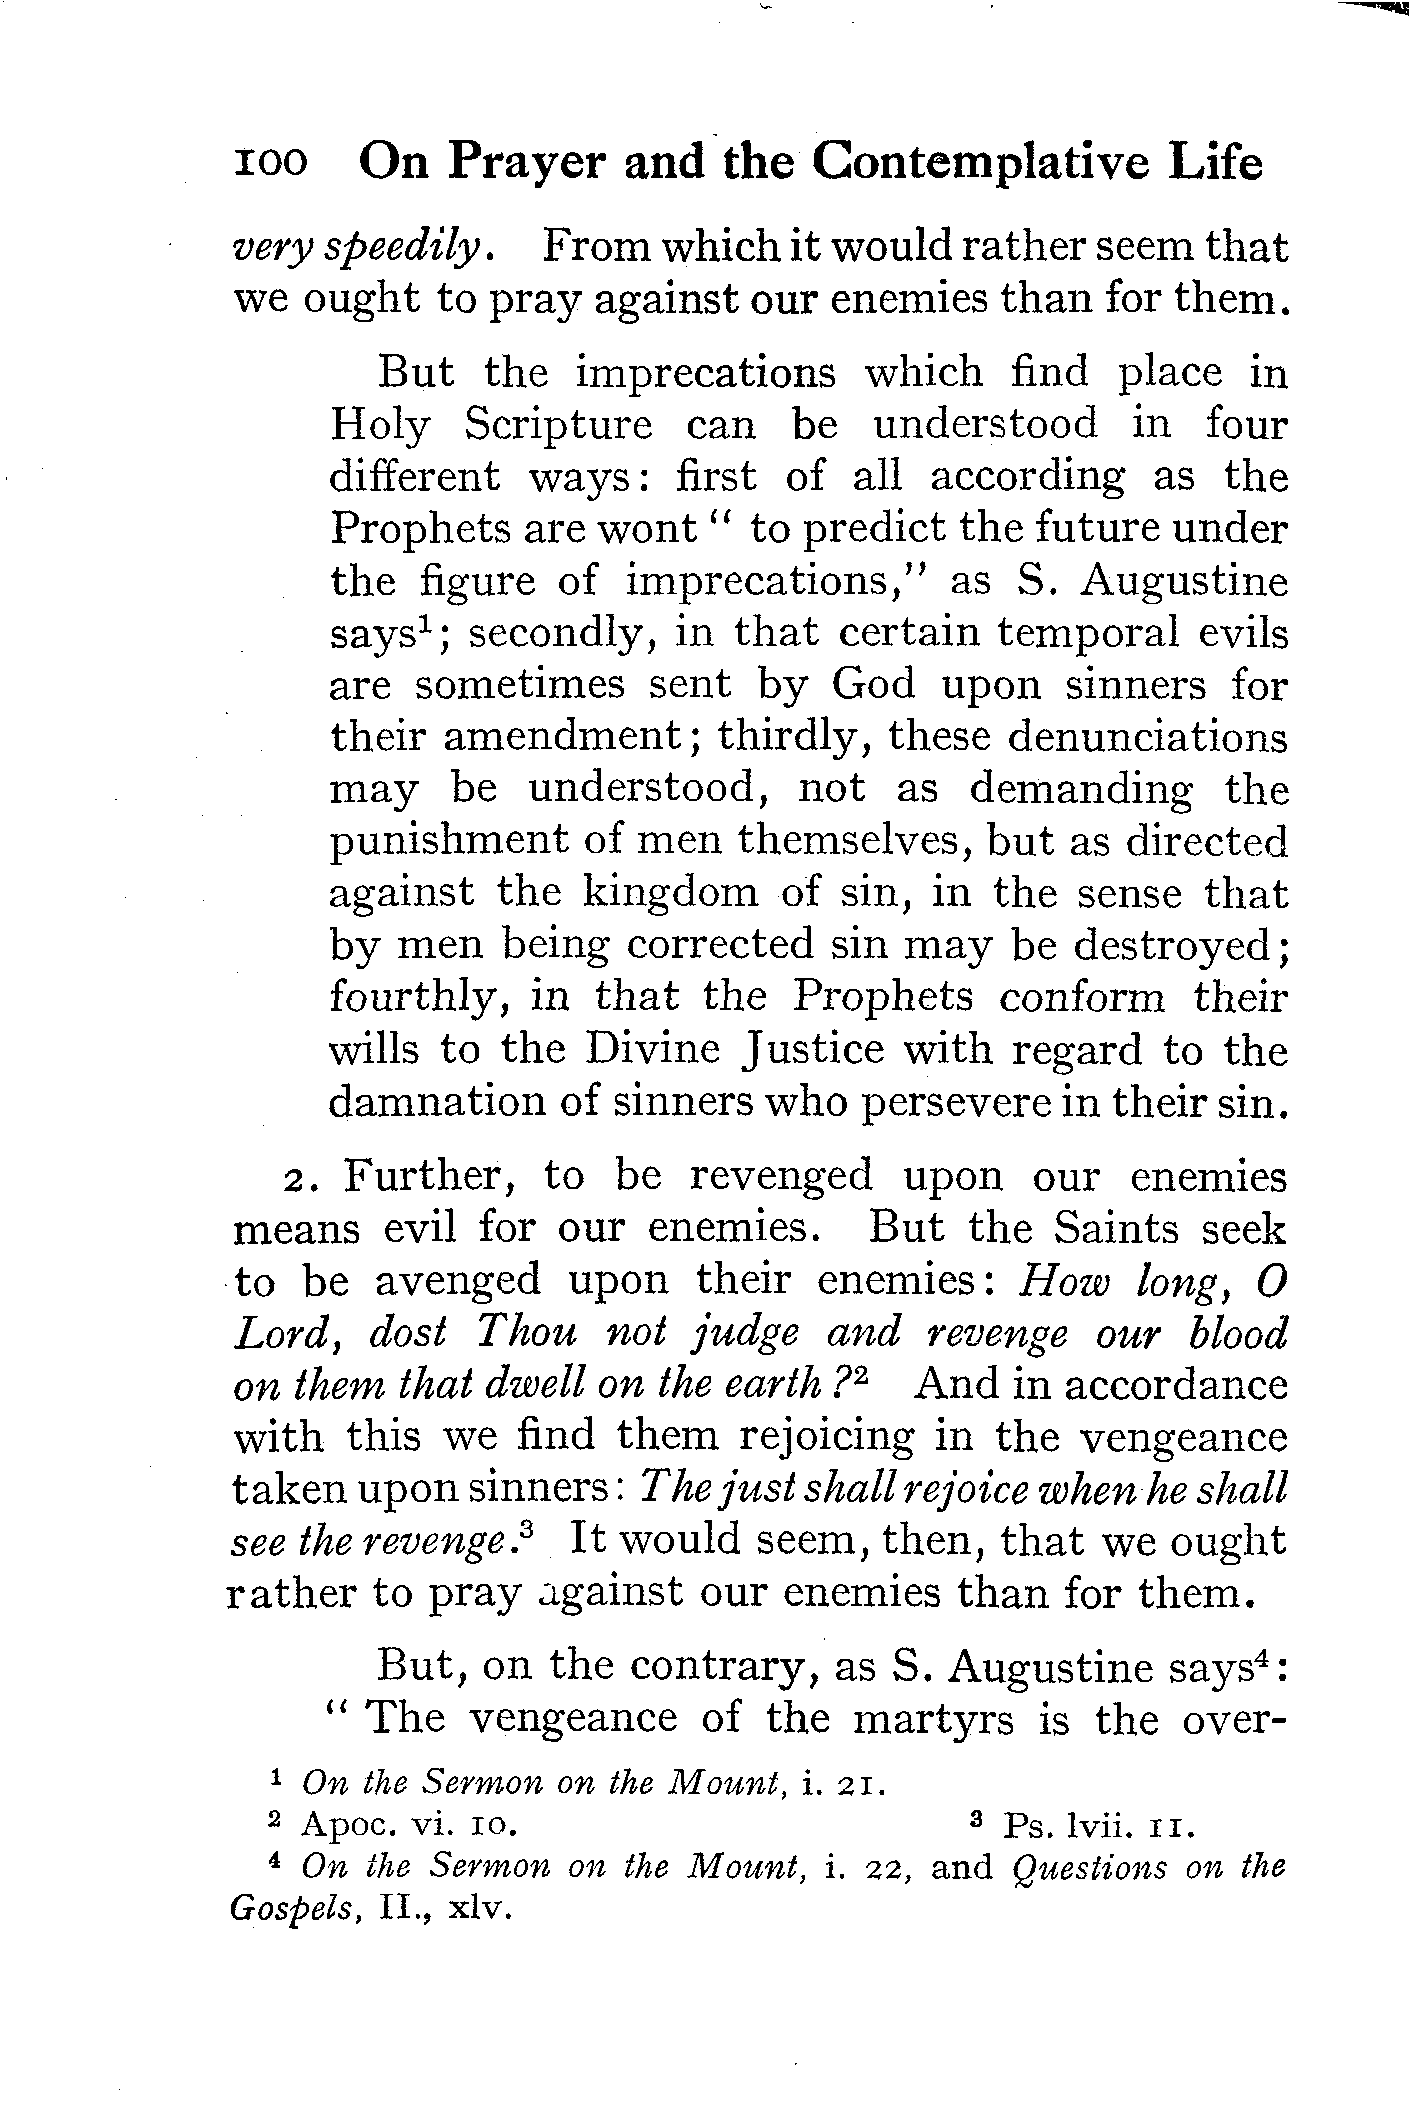 100 On Prayer and the Contemplative Life
very speedily. From which it would rather seem that
we ought to pray against our enemies than for them.
But the imprecations which find place in
Holy Scripture can be understood in four
different ways: first of all according as the
Prophets are wont “ to predict the future under
the figure of imprecations,” as S. Augustine
says¹; secondly, in that certain temporal evils
are sometimes sent by God upon sinners for
their amendment; thirdly, these denunciations
may be understood, not as demanding the
punishment of men themselves, but as directed
against the kingdom of sin, in the sense that
by men being corrected sin may be destroyed;
fourthly, in that the Prophets conform their
wills to the Divine Justice with regard to the
damnation of sinners who persevere in their sin.
2. Further, to be revenged upon our enemies
means evil for our enemies. But the Saints seek
to be avenged upon their enemies: How long, O
Lord, dost Thou not judge and revenge our blood
on them that dwell on the earth ?² And in accordance
with this we find them rejoicing in the vengeance
taken upon sinners: The just shall rejoice when he shall
see the revenge.³ It would seem, then, that we ought
rather to pray against our enemies than for them.
But, on the contrary, as S. Augustine says⁴:
“ The vengeance of the martyrs is the over-
¹ On the Sermon on the Mount, i. 21.
² Apoc. vi. 10. ³ Ps. lvii. 11.
⁴ On the Sermon on the Mount, i. 22, and Questions on the
Gospels, II., xlv.